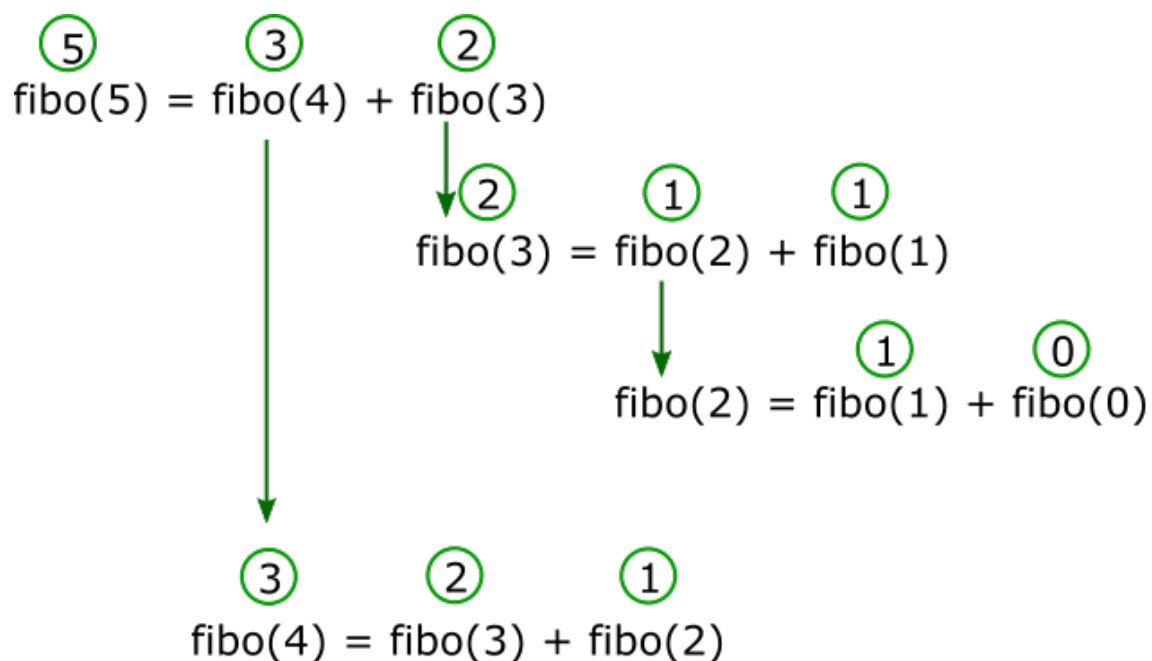 5 3 2
fibo(5) = fibo(4) + fibo(3)
2 1 1
fibo(3) = fibo(2) + fibo(1)
1 0
fibo(2) = fibo(1) + fibo(0)
3 2 1
fibo(4) = fibo(3) + fibo(2)